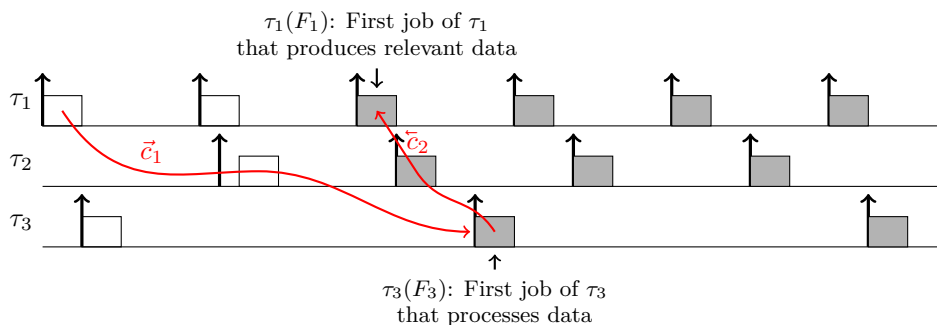 τ₁(F₁): First job of τ₁
that produces relevant data
τ₁
c⃗₁
c⃖₂
τ₂
τ₃
τ₃(F₃): First job of τ₃
that processes data